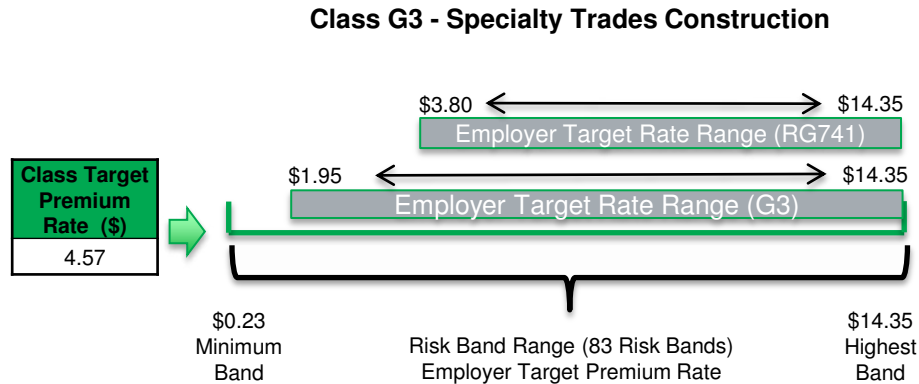 Class G3 - Specialty Trades Construction
$3.80 $14.35
Employer Target Rate Range (RG741)
$1.95 $14.35
Employer Target Rate Range (G3)
Class Target
Premium
Rate ($)
4.57
$0.23
Minimum
Band
Risk Band Range (83 Risk Bands)
Employer Target Premium Rate
$14.35
Highest
Band